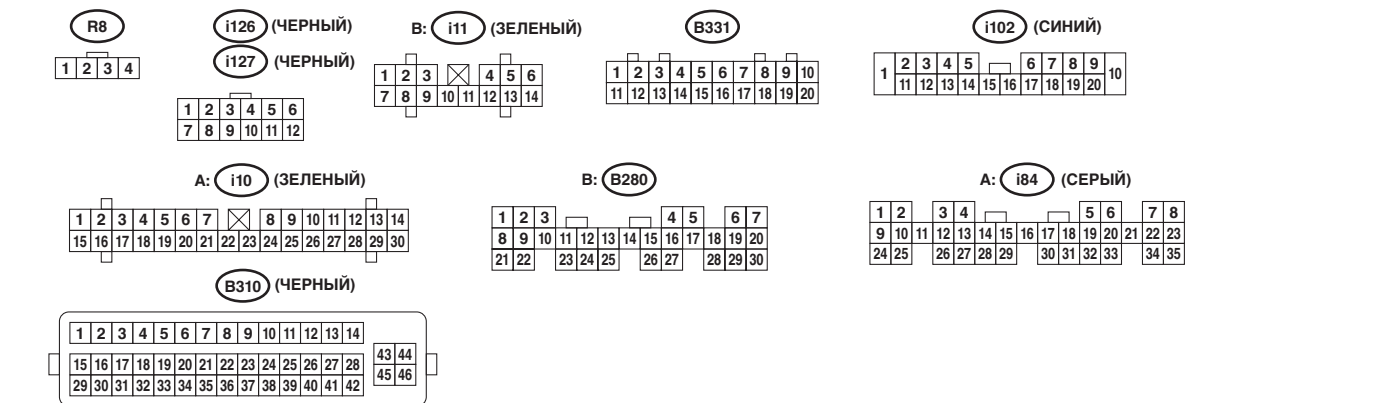 R8
i126 (ЧЕРНЫЙ)
i127 (ЧЕРНЫЙ)
B: i11 (ЗЕЛЕНЫЙ)
B331
i102 (СИНИЙ)
1 2 3 4
1 2 3 4 5 6
7 8 9 10 11 12
1 2 3 4 5 6
7 8 9 10 11 12 13 14
1 2 3 4 5 6 7 8 9 10
11 12 13 14 15 16 17 18 19 20
1 2 3 4 5 6 7 8 9 10
11 12 13 14 15 16 17 18 19 20
A: i10 (ЗЕЛЕНЫЙ)
B: B280
A: i84 (СЕРЫЙ)
1 2 3 4 5 6 7 8 9 10 11 12 13 14
15 16 17 18 19 20 21 22 23 24 25 26 27 28 29 30
1 2 3 4 5 6 7
8 9 10 11 12 13 14 15 16 17 18 19 20
21 22 23 24 25 26 27 28 29 30
1 2 3 4 5 6 7 8
9 10 11 12 13 14 15 16 17 18 19 20 21 22 23
24 25 26 27 28 29 30 31 32 33 34 35
B310 (ЧЕРНЫЙ)
1 2 3 4 5 6 7 8 9 10 11 12 13 14
15 16 17 18 19 20 21 22 23 24 25 26 27 28
29 30 31 32 33 34 35 36 37 38 39 40 41 42
43 44
45 46